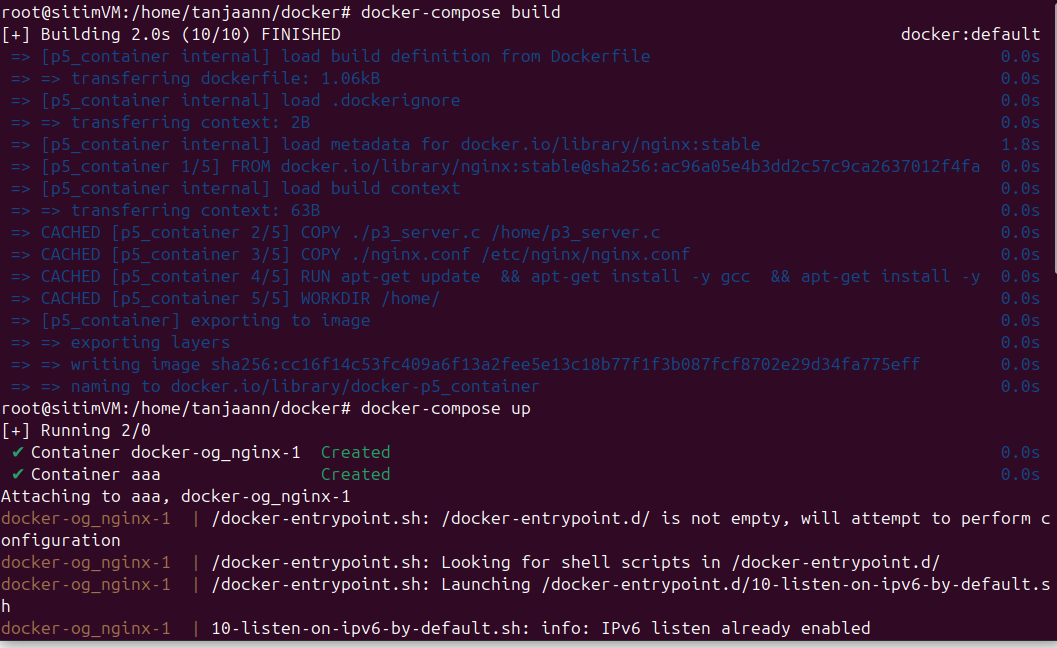 root@sitimVM:/home/tanjaann/docker# docker-compose build
[+] Building 2.0s (10/10) FINISHED docker:default
=> [p5_container internal] load build definition from Dockerfile 0.0s
=> => transferring dockerfile: 1.06kB 0.0s
=> [p5_container internal] load .dockerignore 0.0s
=> => transferring context: 2B 0.0s
=> [p5_container internal] load metadata for docker.io/library/nginx:stable 1.8s
=> [p5_container 1/5] FROM docker.io/library/nginx:stable@sha256:ac96a05e4b3dd2c57c9ca2637012f4fa 0.0s
=> [p5_container internal] load build context 0.0s
=> => transferring context: 63B 0.0s
=> CACHED [p5_container 2/5] COPY ./p3_server.c /home/p3_server.c 0.0s
=> CACHED [p5_container 3/5] COPY ./nginx.conf /etc/nginx/nginx.conf 0.0s
=> CACHED [p5_container 4/5] RUN apt-get update  && apt-get install -y gcc  && apt-get install -y 0.0s
=> CACHED [p5_container 5/5] WORKDIR /home/ 0.0s
=> [p5_container] exporting to image 0.0s
=> => exporting layers 0.0s
=> => writing image sha256:cc16f14c53fc409a6f13a2fee5e13c18b77f1f3b087fcf8702e29d34fa775eff 0.0s
=> => naming to docker.io/library/docker-p5_container 0.0s
root@sitimVM:/home/tanjaann/docker# docker-compose up
[+] Running 2/0
✔ Container docker-og_nginx-1  Created 0.0s
✔ Container aaa  Created 0.0s
Attaching to aaa, docker-og_nginx-1
docker-og_nginx-1  | /docker-entrypoint.sh: /docker-entrypoint.d/ is not empty, will attempt to perform c
onfiguration
docker-og_nginx-1  | /docker-entrypoint.sh: Looking for shell scripts in /docker-entrypoint.d/
docker-og_nginx-1  | /docker-entrypoint.sh: Launching /docker-entrypoint.d/10-listen-on-ipv6-by-default.s
h
docker-og_nginx-1  | 10-listen-on-ipv6-by-default.sh: info: IPv6 listen already enabled